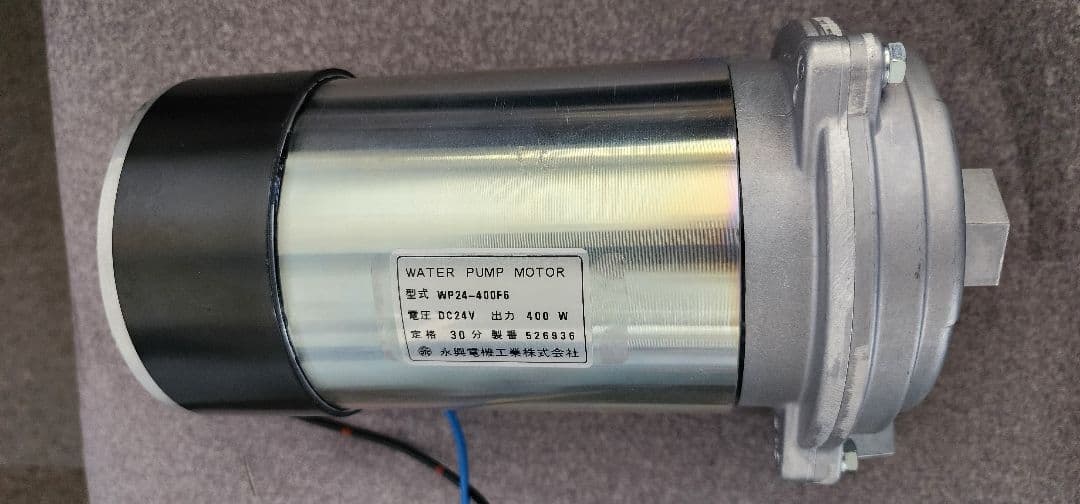 WATER PUMP MOTOR
型式 WP24-400F6
電圧 DC24V 出力 400 W
定格 30分 製番 526936
永興電機工業株式会社